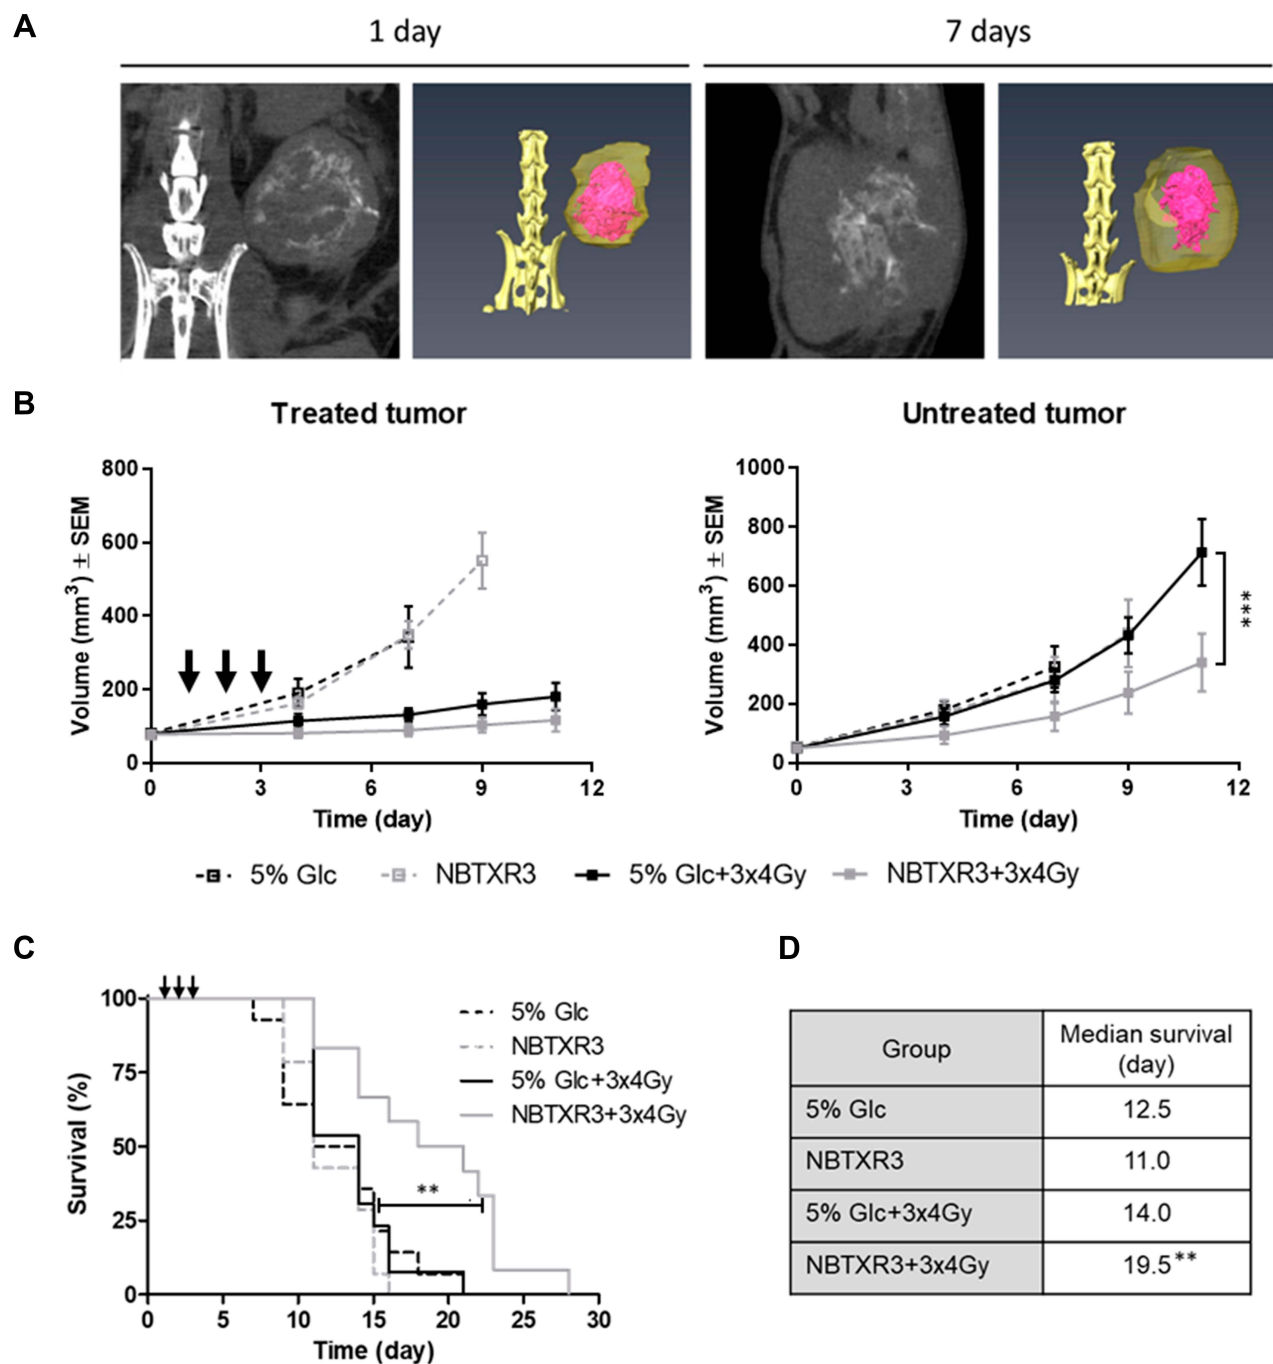 A
1 day
7 days
B
Treated tumor
Volume (mm³) ± SEM
800
600
400
200
0
0 3 6 9 12
Time (day)
Untreated tumor
Volume (mm³) ± SEM
1000
800
600
400
200
0
***
0 3 6 9 12
Time (day)
5% Glc NBTXR3 5% Glc+3x4Gy NBTXR3+3x4Gy
C
Survival (%)
100
75
50
25
0
5% Glc
NBTXR3
5% Glc+3x4Gy
NBTXR3+3x4Gy
**
0 5 10 15 20 25 30
Time (day)
D
Group Median survival
(day)
5% Glc 12.5
NBTXR3 11.0
5% Glc+3x4Gy 14.0
NBTXR3+3x4Gy 19.5**